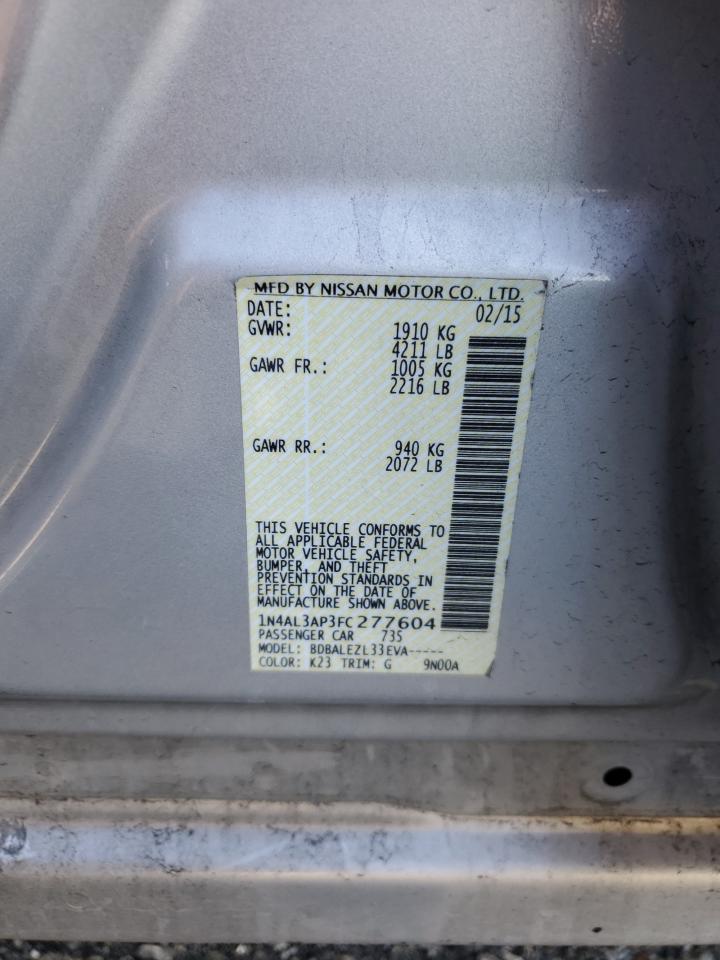 MFD BY NISSAN MOTOR CO., LTD.
DATE: 02/15
GVWR: 1910 KG
4211 LB
GAWR FR.: 1005 KG
2216 LB
GAWR RR.: 940 KG
2072 LB
THIS VEHICLE CONFORMS TO
ALL APPLICABLE FEDERAL
MOTOR VEHICLE SAFETY,
BUMPER, AND THEFT
PREVENTION STANDARDS IN
EFFECT ON THE DATE OF
MANUFACTURE SHOWN ABOVE.
1N4AL3AP3FC277604
PASSENGER CAR 735
MODEL: BDBALEZL33EVA-----
COLOR: K23 TRIM: G 9N00A